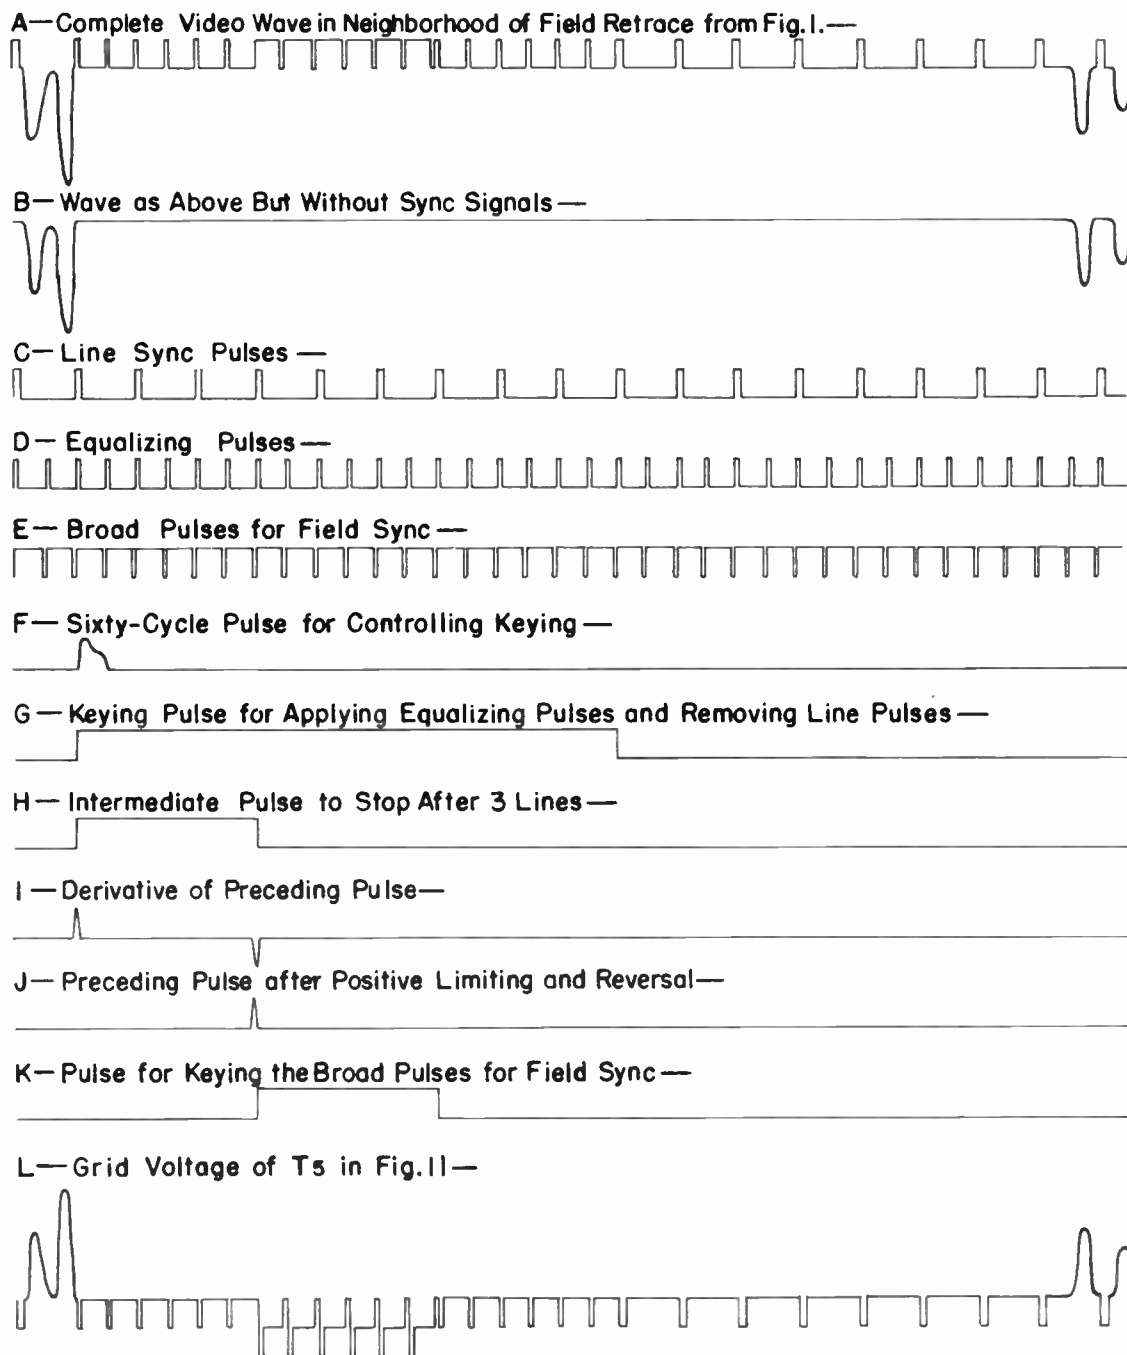 A—Complete Video Wave in Neighborhood of Field Retrace from Fig.1.—
B—Wave as Above But Without Sync Signals—
C—Line Sync Pulses—
D—Equalizing Pulses—
E—Broad Pulses for Field Sync—
F—Sixty-Cycle Pulse for Controlling Keying—
G—Keying Pulse for Applying Equalizing Pulses and Removing Line Pulses—
H—Intermediate Pulse to Stop After 3 Lines—
I—Derivative of Preceding Pulse—
J—Preceding Pulse after Positive Limiting and Reversal—
K—Pulse for Keying the Broad Pulses for Field Sync—
L—Grid Voltage of T5 in Fig.11—